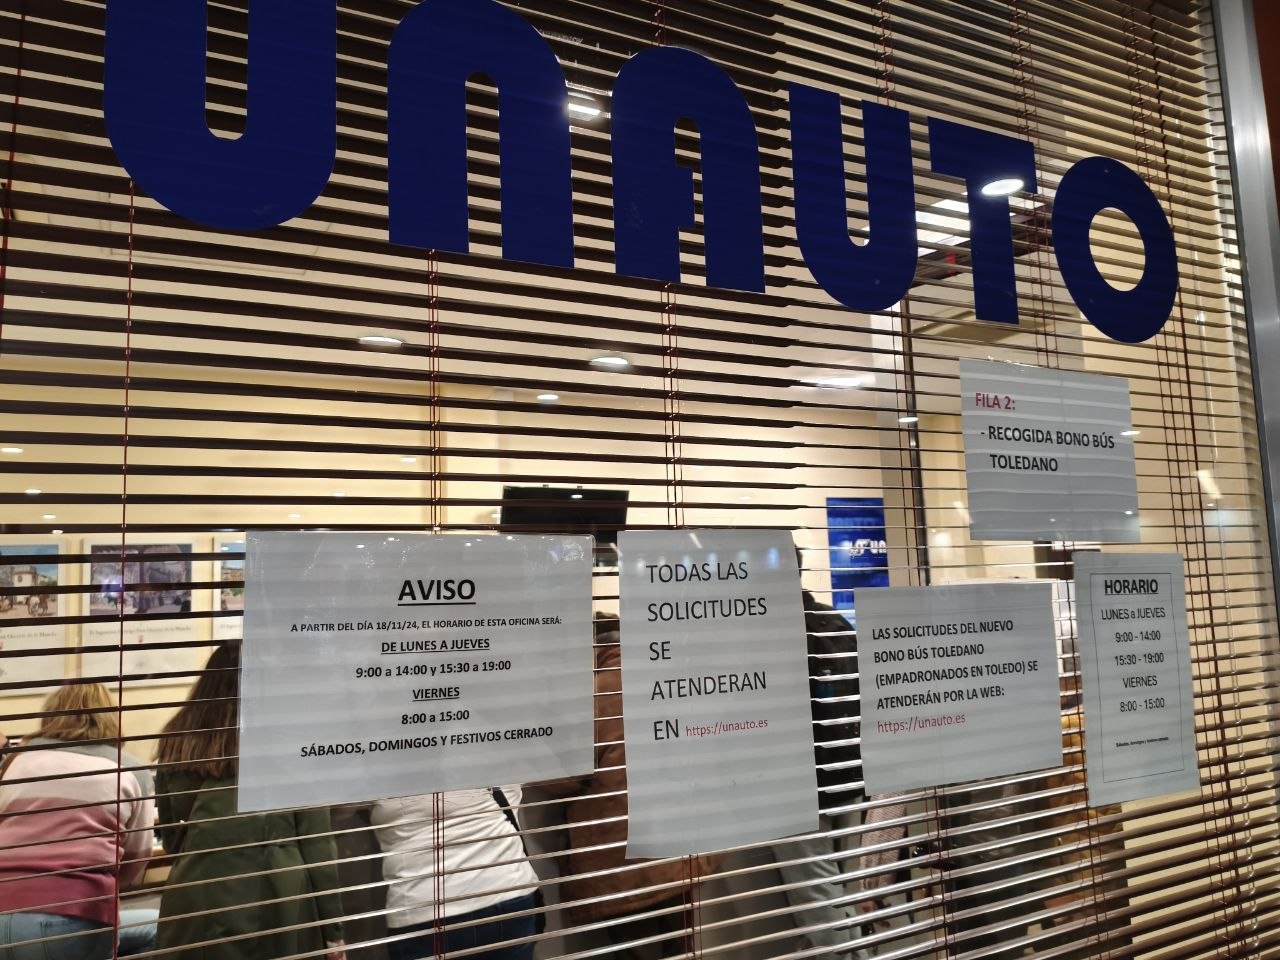 UNAUTO
FILA 2:
- RECOGIDA BONO BÚS
TOLEDANO
AVISO
A PARTIR DEL DÍA 18/11/24, EL HORARIO DE ESTA OFICINA SERÁ:
DE LUNES A JUEVES
9:00 a 14:00 y 15:30 a 19:00
VIERNES
8:00 a 15:00
SÁBADOS, DOMINGOS Y FESTIVOS CERRADO
TODAS LAS
SOLICITUDES
SE
ATENDERAN
EN https://unauto.es
LAS SOLICITUDES DEL NUEVO
BONO BÚS TOLEDANO
(EMPADRONADOS EN TOLEDO) SE
ATENDERÁN POR LA WEB:
https://unauto.es
HORARIO
LUNES a JUEVES
9:00 - 14:00
15:30 - 19:00
VIERNES
8:00 - 15:00